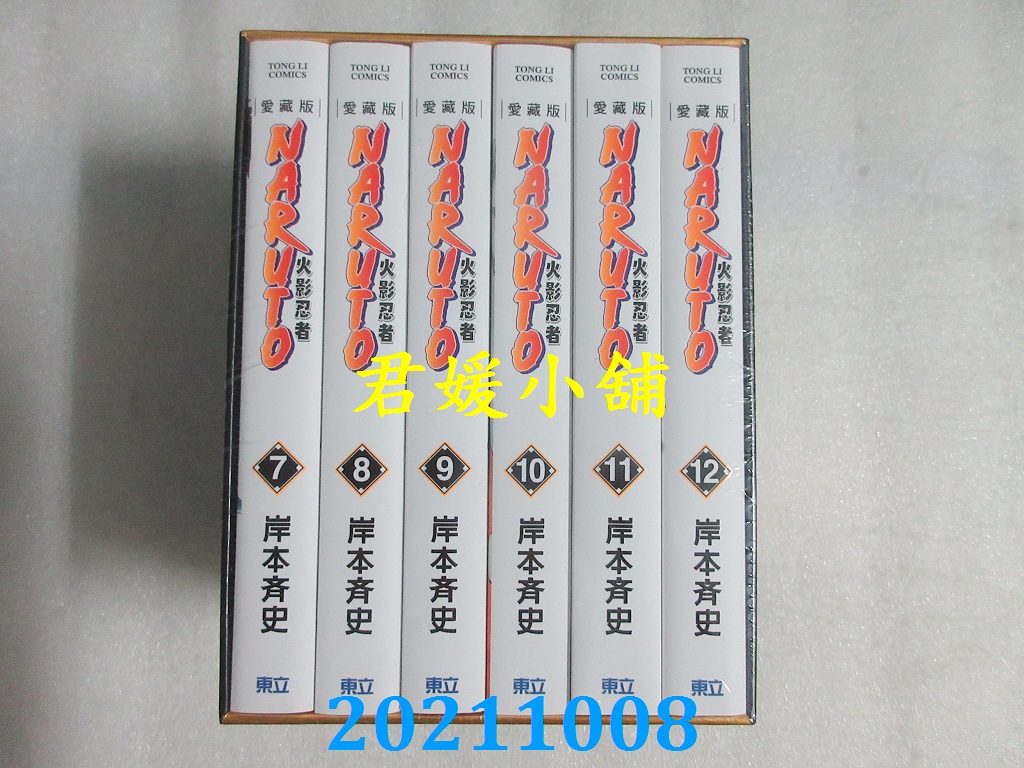 TONG LI
COMICS
愛藏版
NARUTO
火影忍者
7
岸本斉史
東立
TONG LI
COMICS
愛藏版
NARUTO
火影忍者
8
岸本斉史
東立
TONG LI
COMICS
愛藏版
NARUTO
火影忍者
9
岸本斉史
東立
TONG LI
COMICS
愛藏版
NARUTO
火影忍者
10
岸本斉史
東立
TONG LI
COMICS
愛藏版
NARUTO
火影忍者
11
岸本斉史
東立
TONG LI
COMICS
愛藏版
NARUTO
火影忍者
12
岸本斉史
東立
君媛小舖
20211008